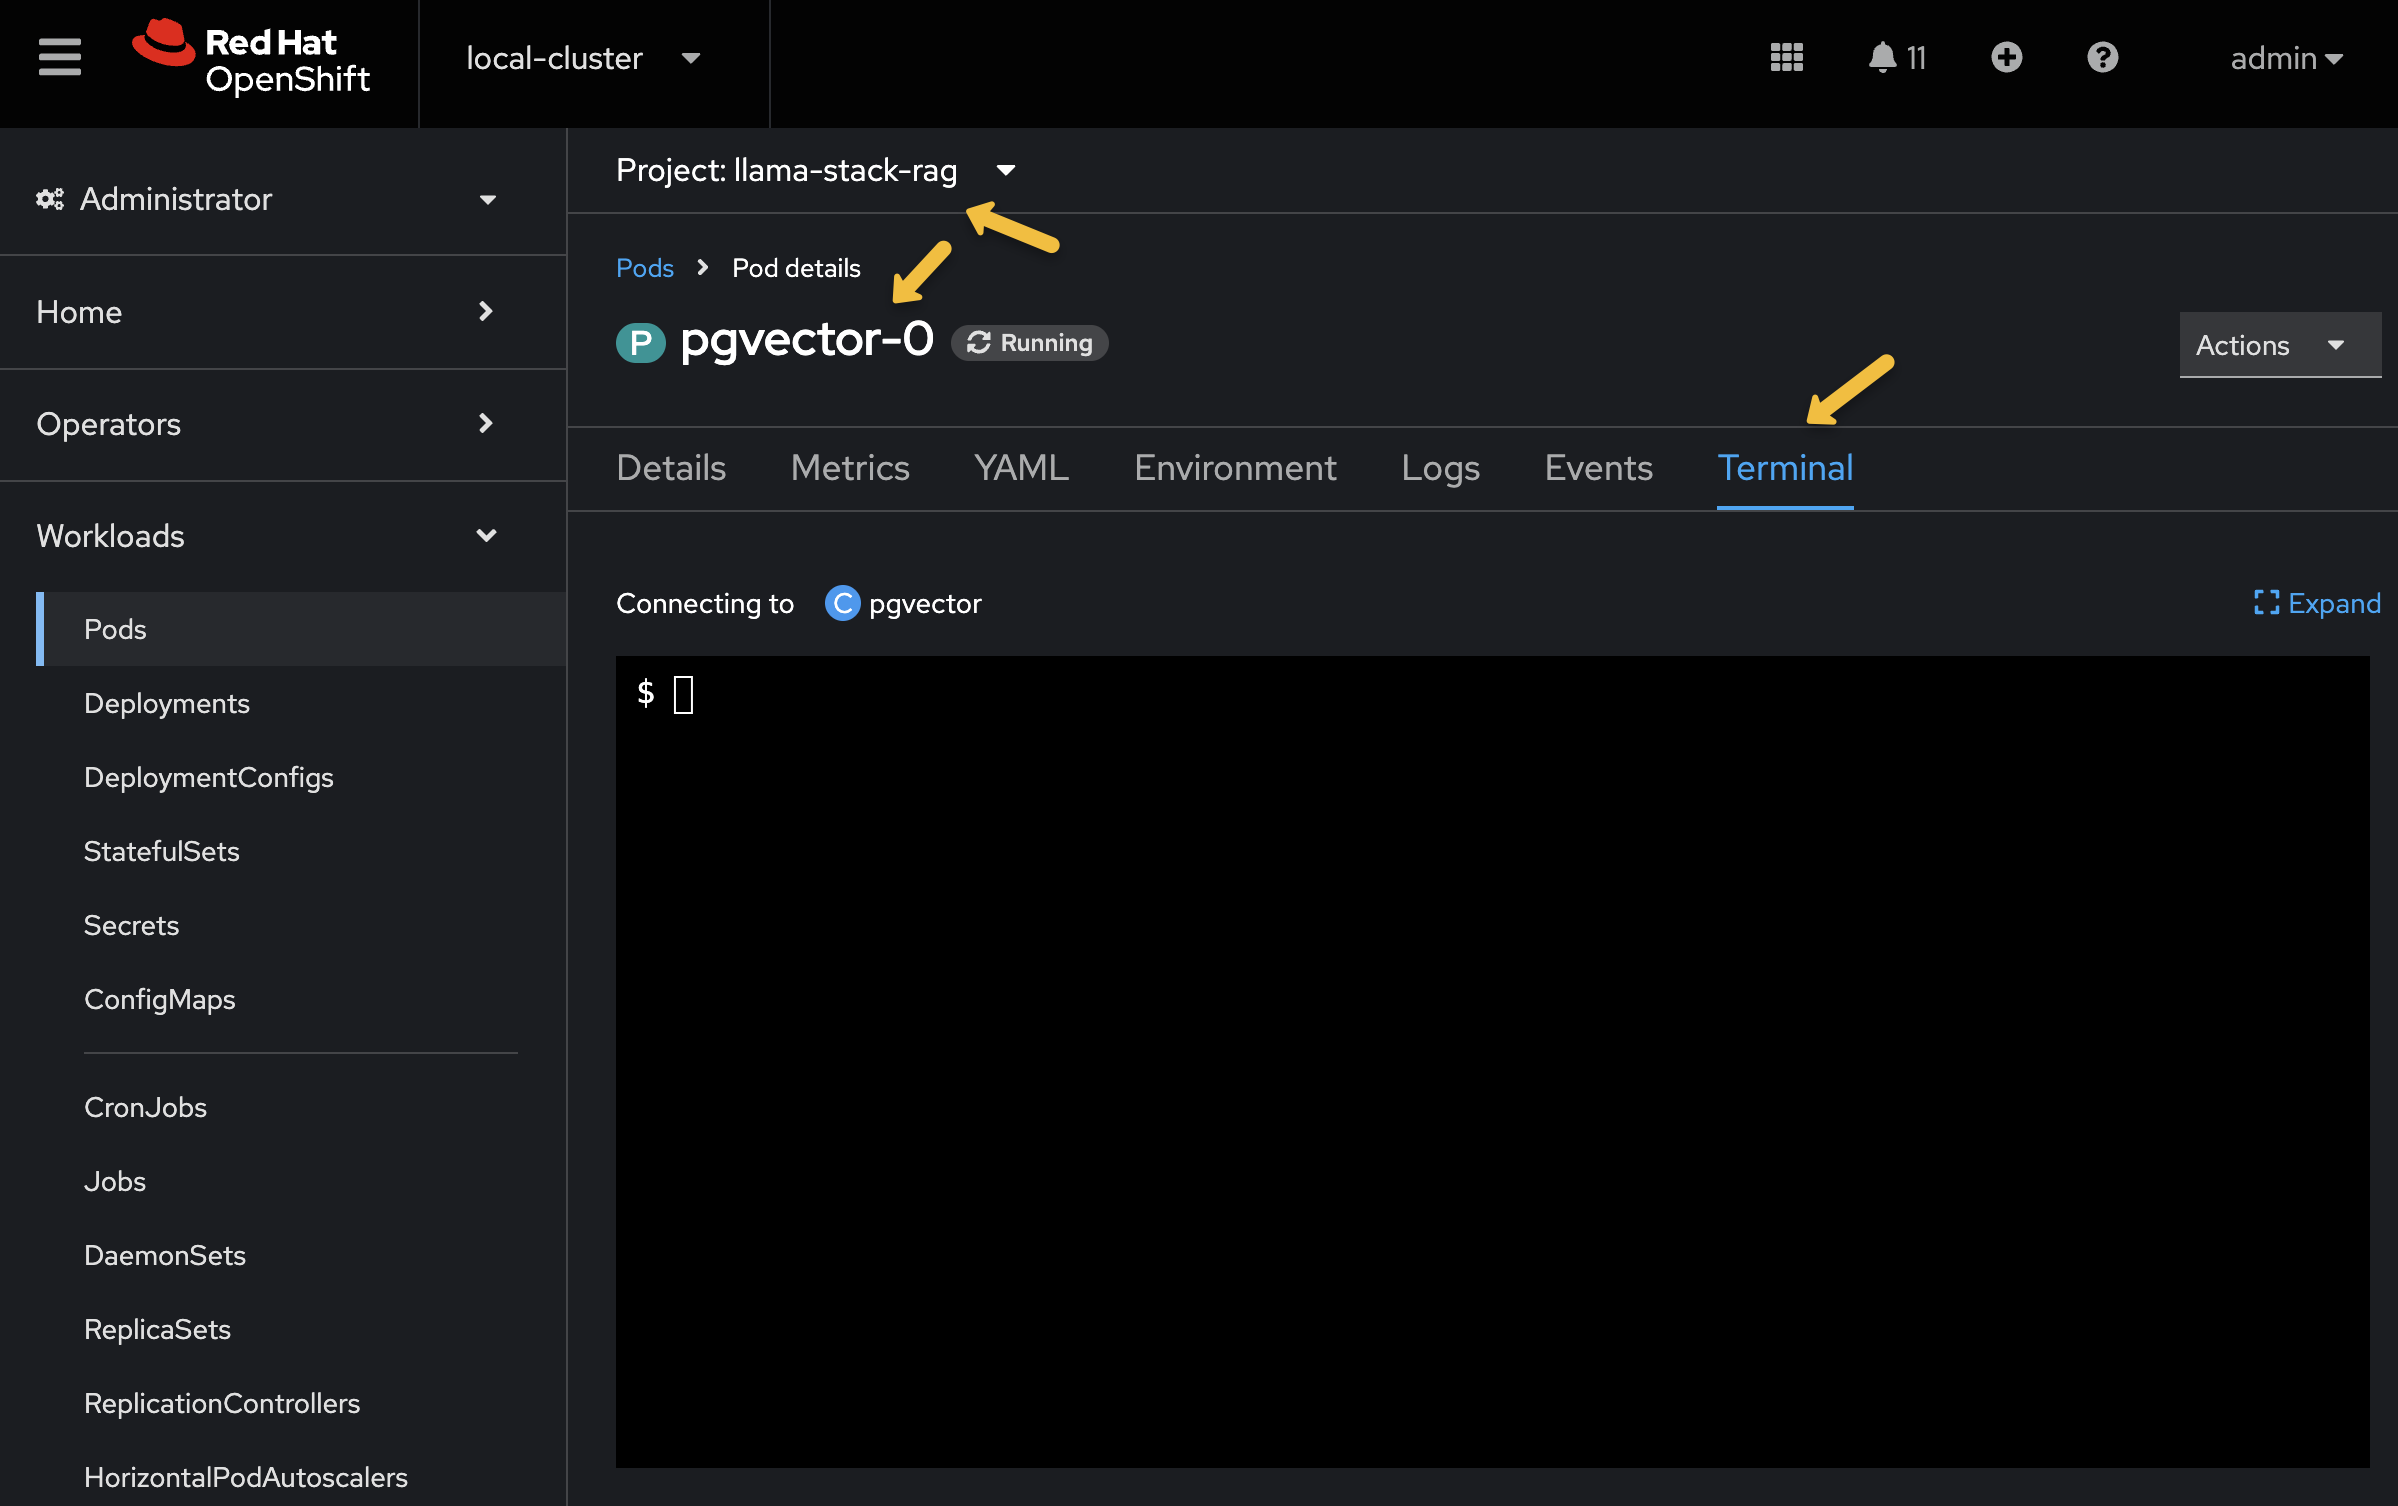 Red Hat
OpenShift
local-cluster
11
admin
Administrator
Home
Operators
Workloads
Pods
Deployments
DeploymentConfigs
StatefulSets
Secrets
ConfigMaps
CronJobs
Jobs
DaemonSets
ReplicaSets
ReplicationControllers
HorizontalPodAutoscalers
Project: llama-stack-rag
Pods Pod details
P pgvector-0 Running
Actions
Details Metrics YAML Environment Logs Events Terminal
Connecting to C pgvector
Expand
$